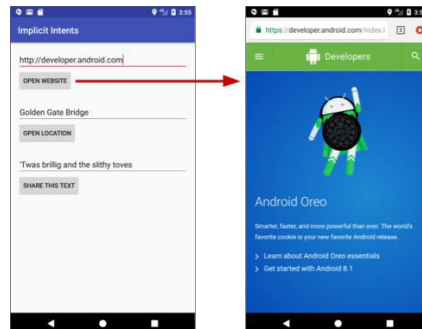 3:55
Implicit Intents
http://developer.android.com
OPEN WEBSITE
Golden Gate Bridge
OPEN LOCATION
'Twas brillig and the slithy toves
SHARE THIS TEXT
https://developer.android.com/index.
Developers
Android Oreo
Smarter, faster, and more powerful than ever. The world's
favorite cookie is your new favorite Android release.
> Learn about Android Oreo essentials
> Get started with Android 8.1